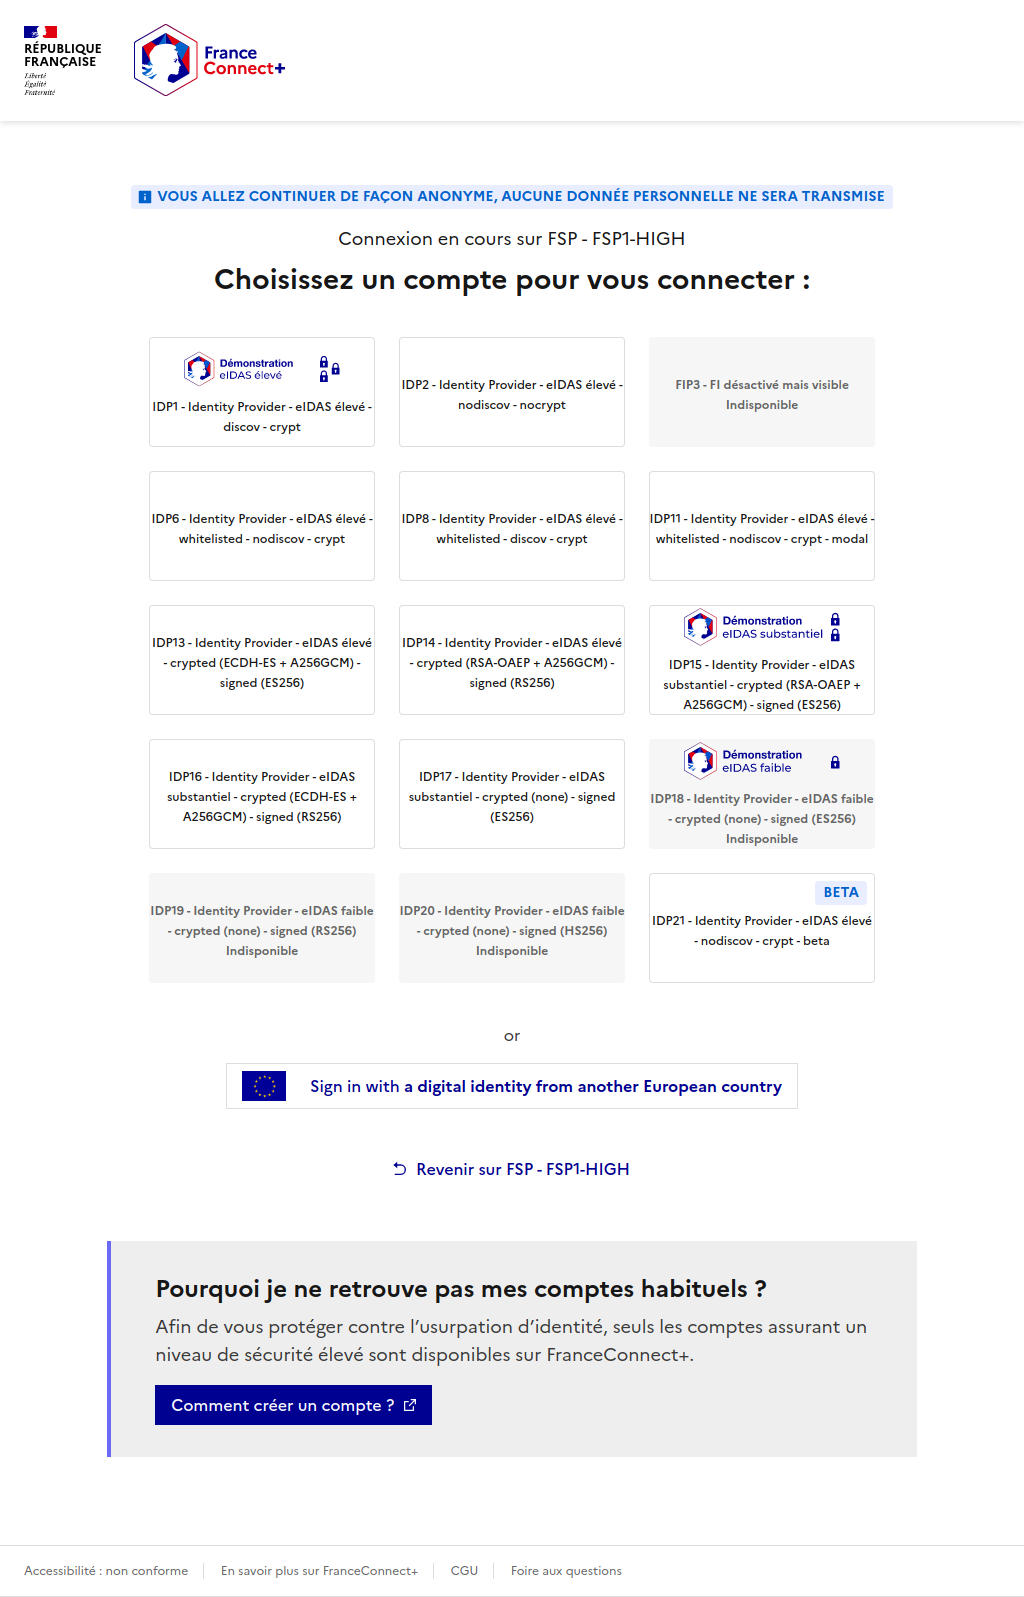 RÉPUBLIQUE
FRANÇAISE
Liberté
Égalité
Fraternité
France
Connect+
VOUS ALLEZ CONTINUER DE FAÇON ANONYME, AUCUNE DONNÉE PERSONNELLE NE SERA TRANSMISE
Connexion en cours sur FSP - FSP1-HIGH
Choisissez un compte pour vous connecter :
Démonstration
eIDAS élevé
IDP1 - Identity Provider - eIDAS élevé -
discov - crypt
IDP2 - Identity Provider - eIDAS élevé -
nodiscov - nocrypt
FIP3 - FI désactivé mais visible
Indisponible
IDP6 - Identity Provider - eIDAS élevé -
whitelisted - nodiscov - crypt
IDP8 - Identity Provider - eIDAS élevé -
whitelisted - discov - crypt
IDP11 - Identity Provider - eIDAS élevé -
whitelisted - nodiscov - crypt - modal
IDP13 - Identity Provider - eIDAS élevé
- crypted (ECDH-ES + A256GCM) -
signed (ES256)
IDP14 - Identity Provider - eIDAS élevé
- crypted (RSA-OAEP + A256GCM) -
signed (RS256)
Démonstration
eIDAS substantiel
IDP15 - Identity Provider - eIDAS
substantiel - crypted (RSA-OAEP +
A256GCM) - signed (ES256)
IDP16 - Identity Provider - eIDAS
substantiel - crypted (ECDH-ES +
A256GCM) - signed (RS256)
IDP17 - Identity Provider - eIDAS
substantiel - crypted (none) - signed
(ES256)
Démonstration
eIDAS faible
IDP18 - Identity Provider - eIDAS faible
- crypted (none) - signed (ES256)
Indisponible
IDP19 - Identity Provider - eIDAS faible
- crypted (none) - signed (RS256)
Indisponible
IDP20 - Identity Provider - eIDAS faible
- crypted (none) - signed (HS256)
Indisponible
BETA
IDP21 - Identity Provider - eIDAS élevé
- nodiscov - crypt - beta
or
Sign in with a digital identity from another European country
Revenir sur FSP - FSP1-HIGH
Pourquoi je ne retrouve pas mes comptes habituels ?
Afin de vous protéger contre l’usurpation d’identité, seuls les comptes assurant un
niveau de sécurité élevé sont disponibles sur FranceConnect+.
Comment créer un compte ?
Accessibilité : non conforme
En savoir plus sur FranceConnect+
CGU
Foire aux questions